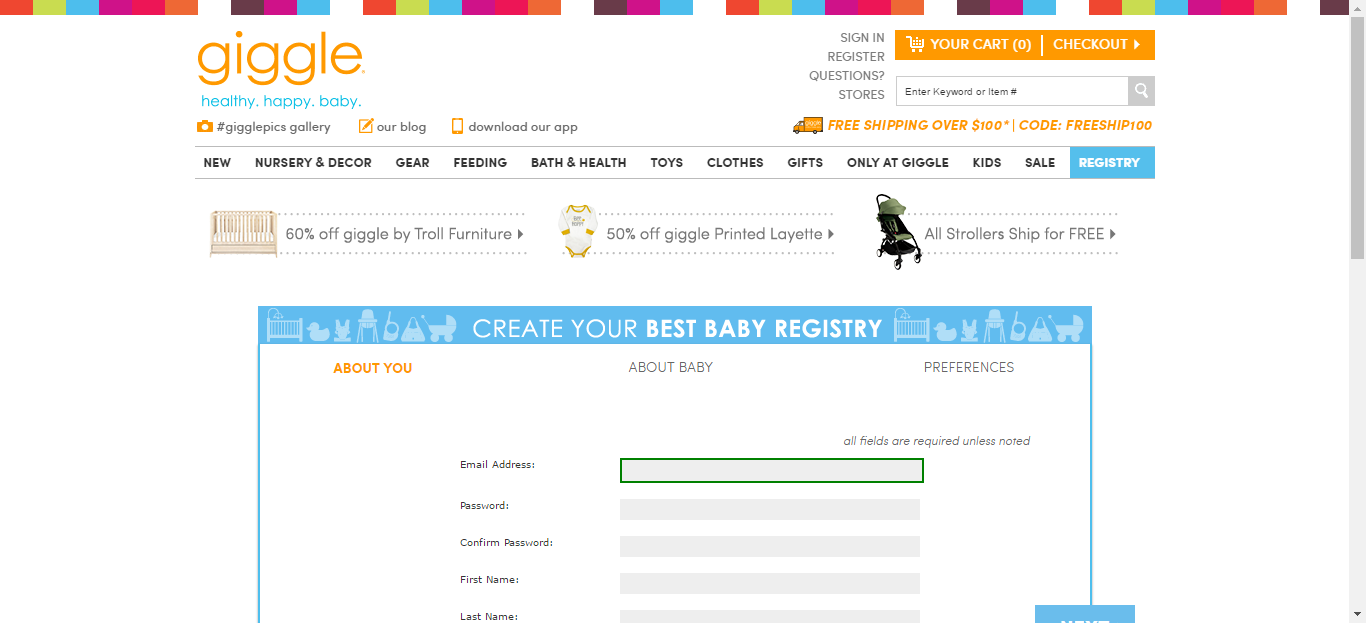 giggle
healthy. happy. baby.
SIGN IN
REGISTER
QUESTIONS?
STORES
YOUR CART (0)
CHECKOUT
Enter Keyword or Item #
#gigglepics gallery
our blog
download our app
FREE SHIPPING OVER $100* | CODE: FREESHIP100
NEW NURSERY & DECOR GEAR FEEDING BATH & HEALTH TOYS CLOTHES GIFTS ONLY AT GIGGLE KIDS SALE REGISTRY
60% off giggle by Troll Furniture
50% off giggle Printed Layette
All Strollers Ship for FREE
CREATE YOUR BEST BABY REGISTRY
ABOUT YOU
ABOUT BABY
PREFERENCES
all fields are required unless noted
Email Address:
Password:
Confirm Password:
First Name:
Last Name:
NEXT